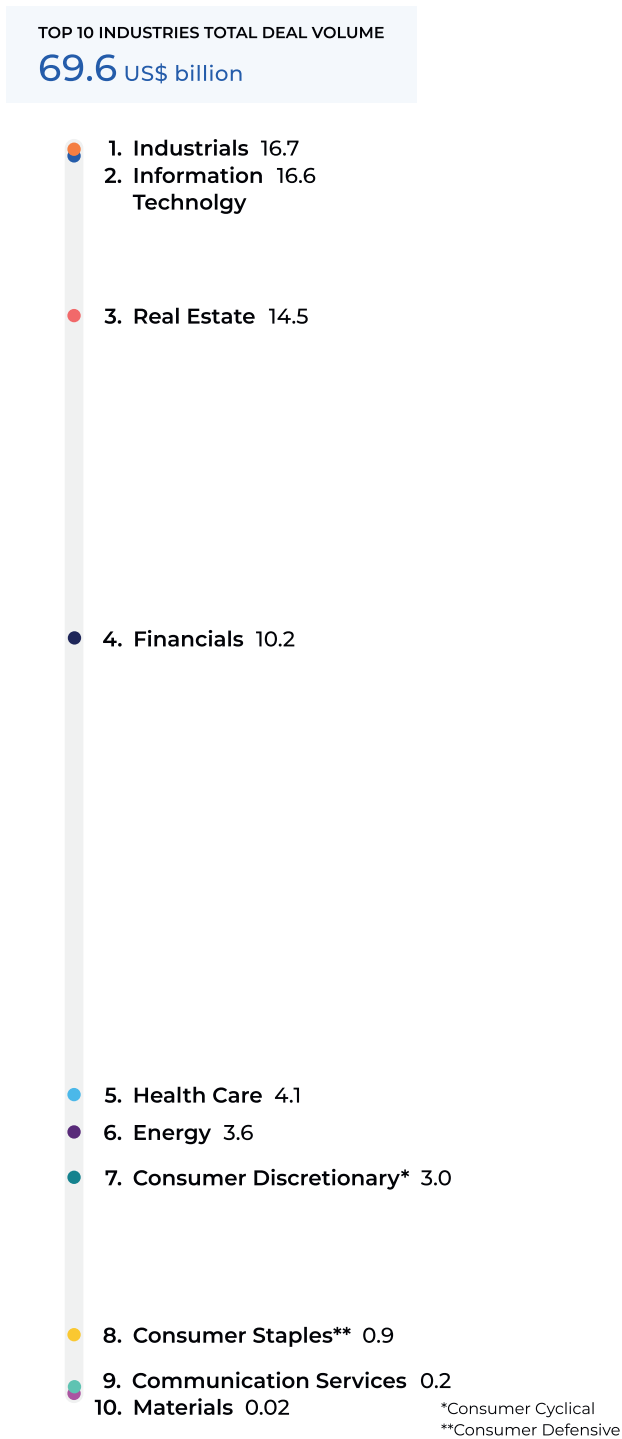 TOP 10 INDUSTRIES TOTAL DEAL VOLUME
69.6 US$ billion
1. Industrials 16.7
2. Information 16.6
Technolgy
3. Real Estate 14.5
4. Financials 10.2
5. Health Care 4.1
6. Energy 3.6
7. Consumer Discretionary* 3.0
8. Consumer Staples** 0.9
9. Communication Services 0.2
10. Materials 0.02
*Consumer Cyclical
**Consumer Defensive